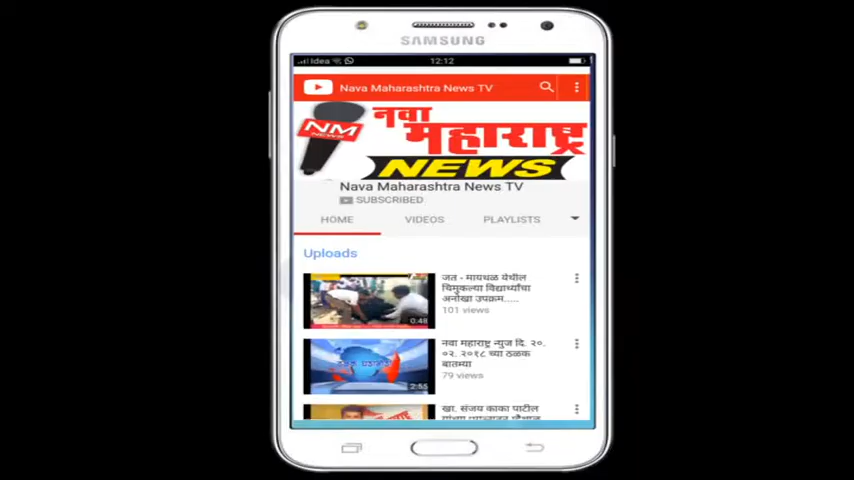 SAMSUNG
Idea
12:12
Nava Maharashtra News TV
NM
NEWS
नवा
महाराष्ट्र
NEWS
Nava Maharashtra News TV
SUBSCRIBED
HOME VIDEOS PLAYLISTS
Uploads
जत - मायथळ येथील
चिमुकल्या विद्यार्थ्यांचा
अनोखा उपक्रम.....
101 views
0:48
नवा महाराष्ट्र न्युज दि. २०.
०२. २०१८ च्या ठळक
बातम्या
79 views
2:55
खा. संजय काका पाटील